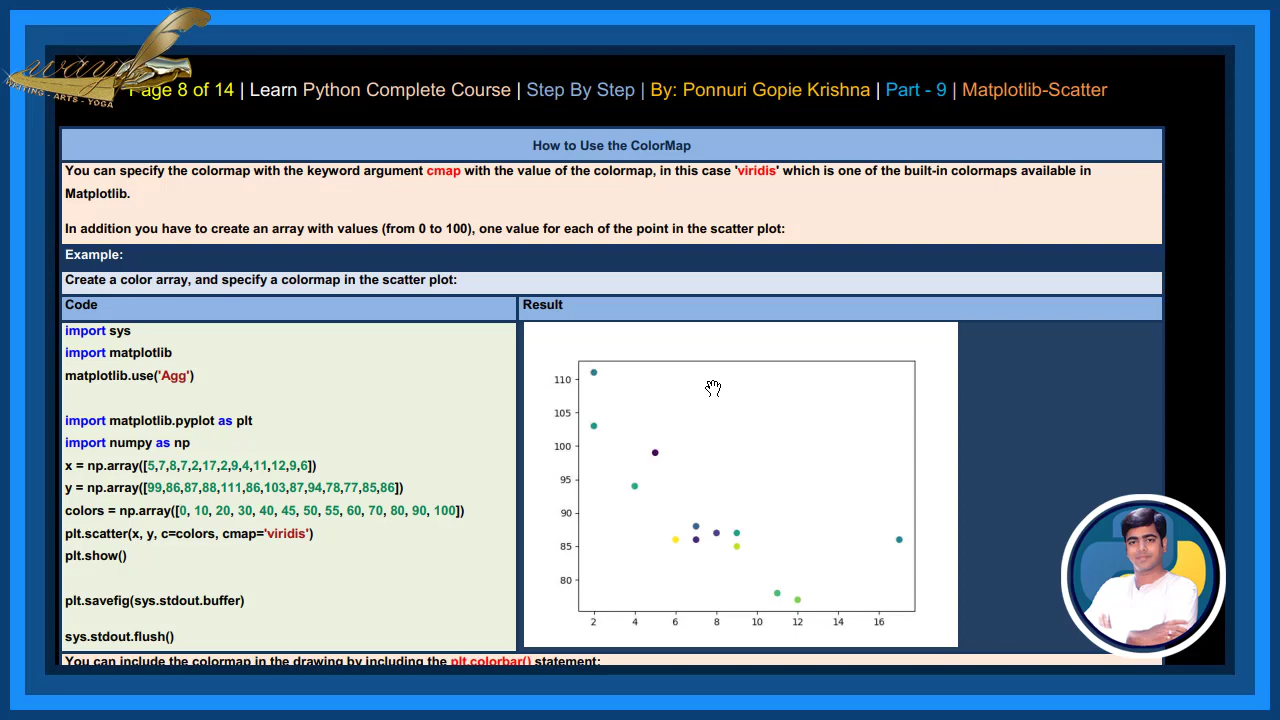 way
WRITING - ARTS - YOGA
Page 8 of 14 | Learn Python Complete Course | Step By Step | By: Ponnuri Gopie Krishna | Part - 9 | Matplotlib-Scatter
How to Use the ColorMap
You can specify the colormap with the keyword argument cmap with the value of the colormap, in this case 'viridis' which is one of the built-in colormaps available in
Matplotlib.
In addition you have to create an array with values (from 0 to 100), one value for each of the point in the scatter plot:
Example:
Create a color array, and specify a colormap in the scatter plot:
Code
import sys
import matplotlib
matplotlib.use('Agg')
import matplotlib.pyplot as plt
import numpy as np
x = np.array([5,7,8,7,2,17,2,9,4,11,12,9,6])
y = np.array([99,86,87,88,111,86,103,87,94,78,77,85,86])
colors = np.array([0, 10, 20, 30, 40, 45, 50, 55, 60, 70, 80, 90, 100])
plt.scatter(x, y, c=colors, cmap='viridis')
plt.show()
plt.savefig(sys.stdout.buffer)
sys.stdout.flush()
Result
110
105
100
95
90
85
80
2 4 6 8 10 12 14 16
You can include the colormap in the drawing by including the plt.colorbar() statement: